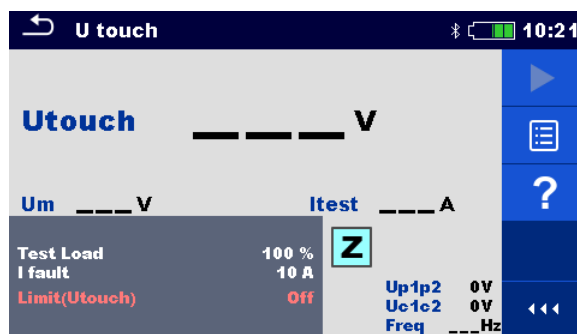 U touch 10:21
Utouch ___ V
Um ___ V Itest ___ A
?
Test Load 100 %
I fault 10 A
Limit(Utouch) Off
Z
Up1p2 0V
Uc1c2 0V
Freq ___Hz